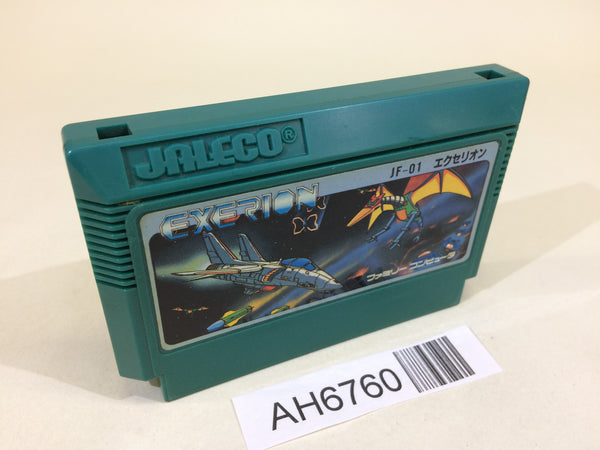 JALECO®
JF-01 エクセリオン
EXERION
ファミリーコンピュータ
AH6760